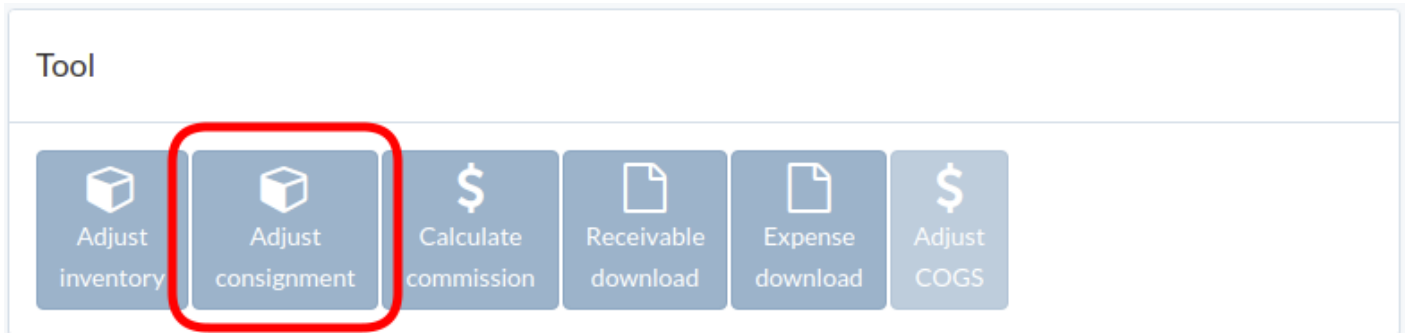 Tool
Adjust
inventory
Adjust
consignment
Calculate
commission
Receivable
download
Expense
download
Adjust
COGS